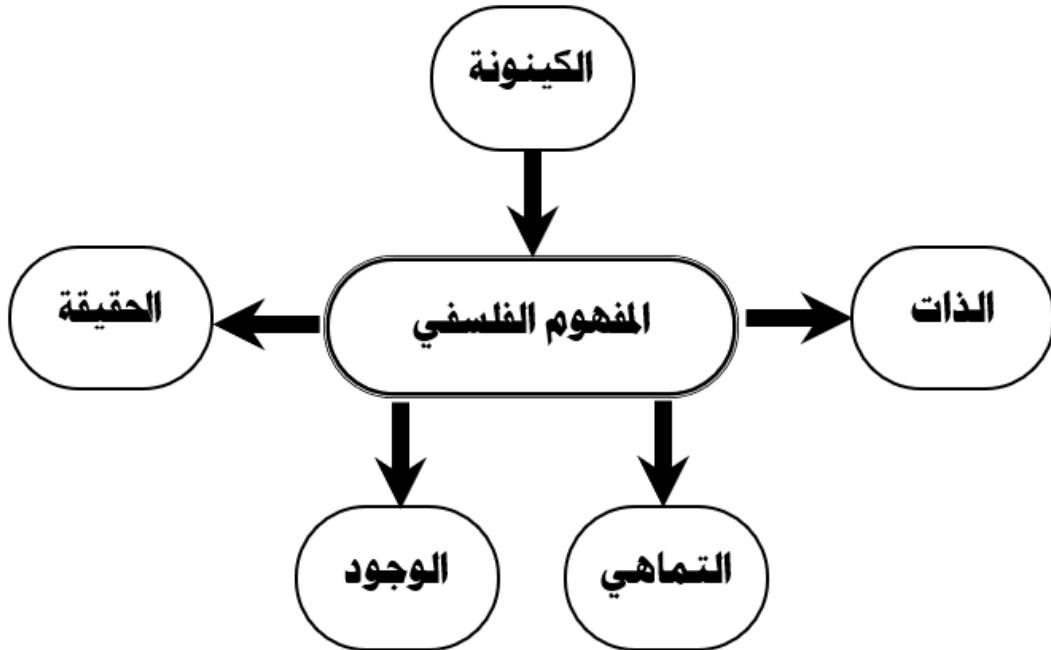 الكينونة
الذات
المفهوم الفلسفي
الحقيقة
التماهي
الوجود